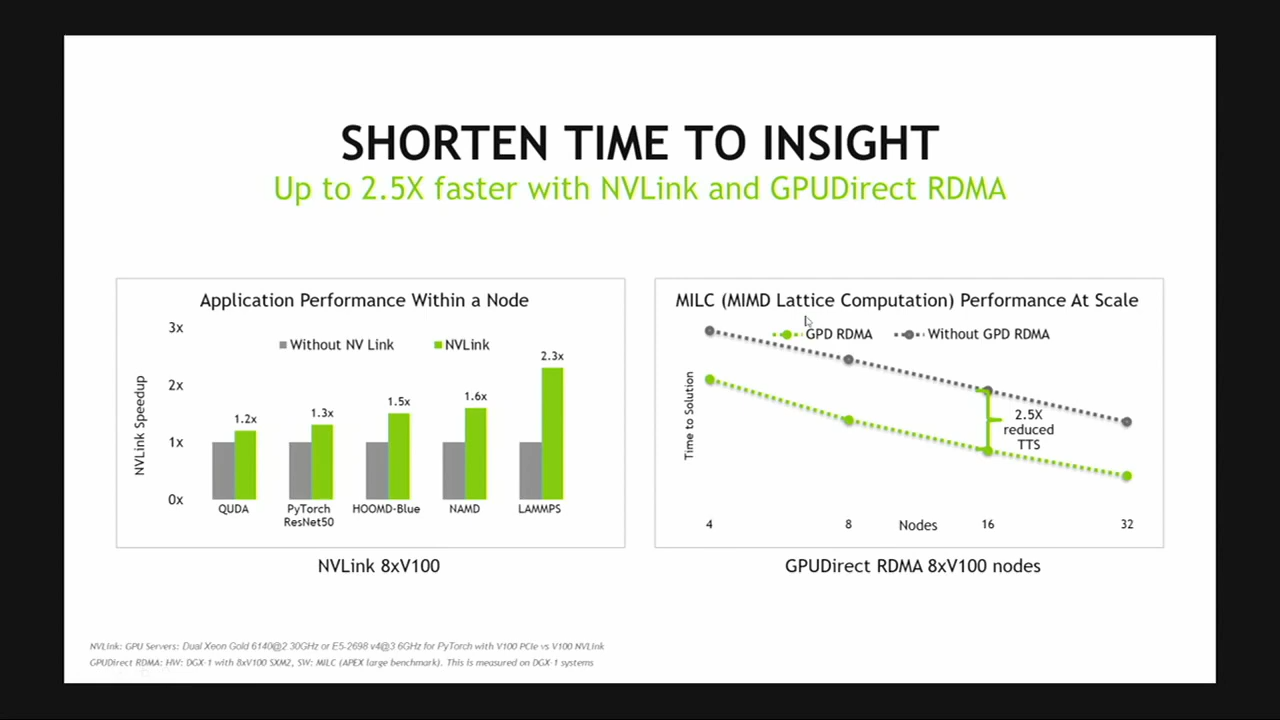 SHORTEN TIME TO INSIGHT
Up to 2.5X faster with NVLink and GPUDirect RDMA
Application Performance Within a Node
3x
2x
1x
0x
NVLink Speedup
Without NV Link
NVLink
1.2x
1.3x
1.5x
1.6x
2.3x
QUDA
PyTorch
ResNet50
HOOMD-Blue
NAMD
LAMMPS
NVLink 8xV100
MILC (MIMD Lattice Computation) Performance At Scale
GPD RDMA
Without GPD RDMA
Time to Solution
2.5X
reduced
TTS
4
8
Nodes
16
32
GPUDirect RDMA 8xV100 nodes
NVLink: GPU Servers: Dual Xeon Gold 6140@2.30GHz or E5-2698 v4@3.6GHz for PyTorch with V100 PCIe vs V100 NVLink
GPUDirect RDMA: HW: DGX-1 with 8xV100 SXM2, SW: MILC (APEX large benchmark). This is measured on DGX-1 systems